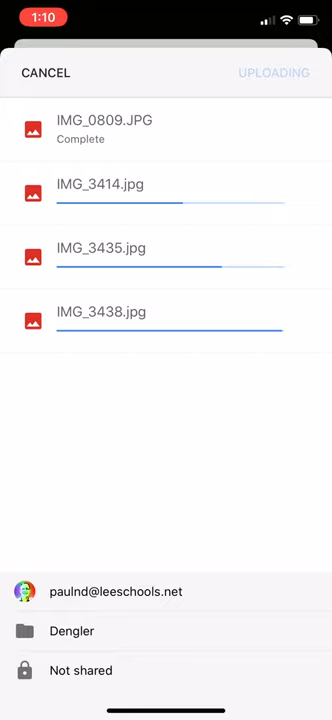 1:10
CANCEL
UPLOADING
IMG_0809.JPG
Complete
IMG_3414.jpg
IMG_3435.jpg
IMG_3438.jpg
paulnd@leeschools.net
Dengler
Not shared